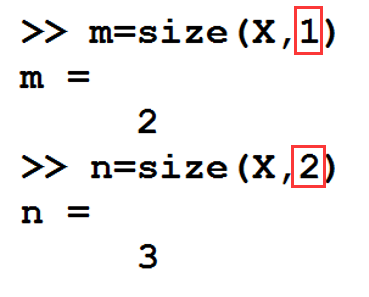 >> m=size(X,1)
m =
2
>> n=size(X,2)
n =
3